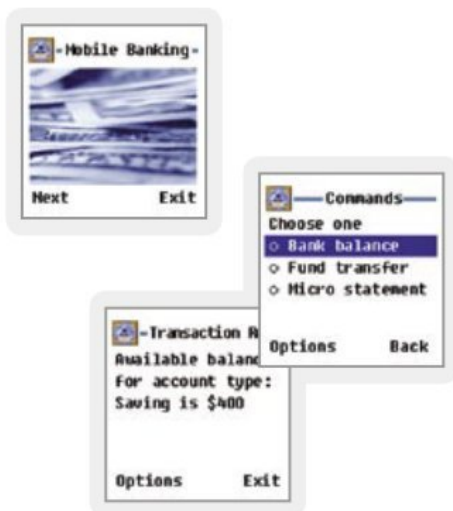 Mobile Banking
Next Exit
Commands
Choose one
Bank balance
Fund transfer
Micro statement
Options Back
Transaction
Available
For account type:
Saving is $400
Options Exit